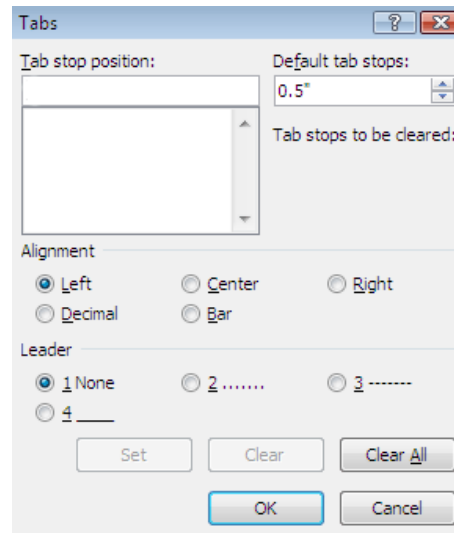 Tabs
Tab stop position:
Default tab stops:
0.5"
Tab stops to be cleared:
Alignment
Left
Center
Right
Decimal
Bar
Leader
1 None
2 .......
3 -------
4 ____
Set
Clear
Clear All
OK
Cancel